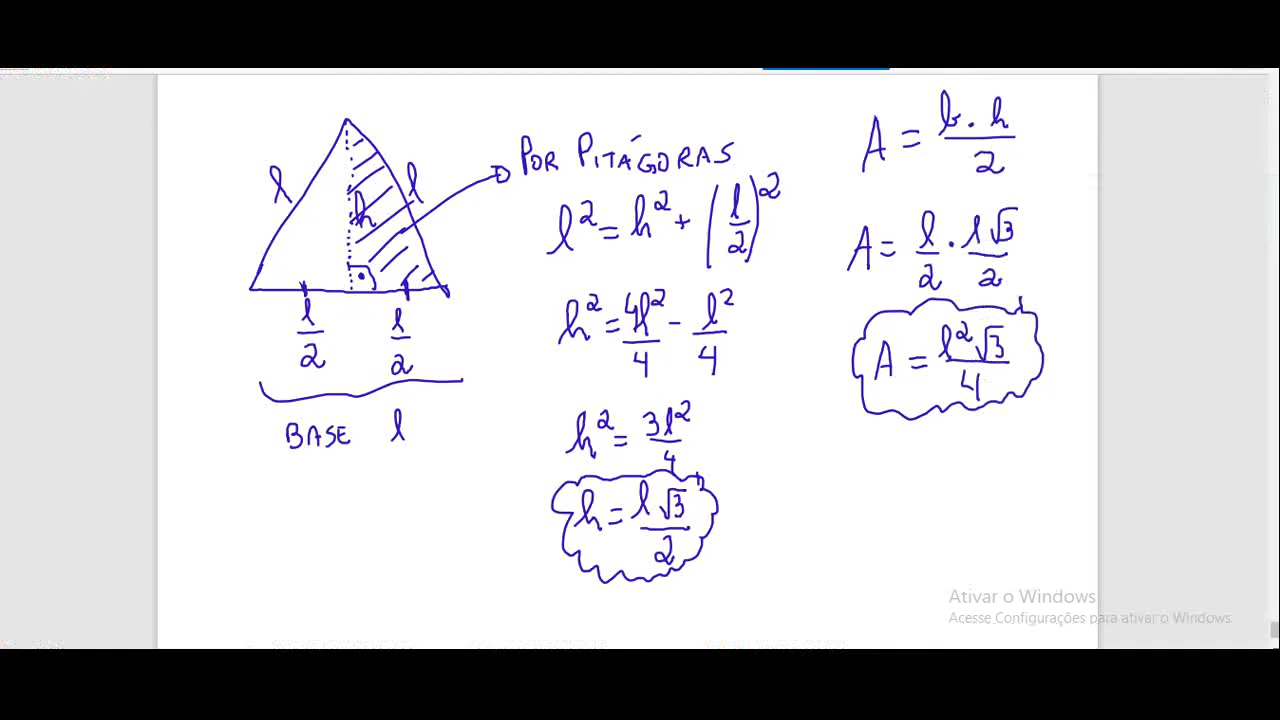 l
l
h
l/2
l/2
BASE l
POR PITÁGORAS
l² = h² + (l/2)²
h² = 4l²/4 - l²/4
h² = 3l²/4
h = l√3/2
A = b.h/2
A = l/2 . l√3/2
A = l²√3/4
Ativar o Windows
Acesse Configurações para ativar o Windows.